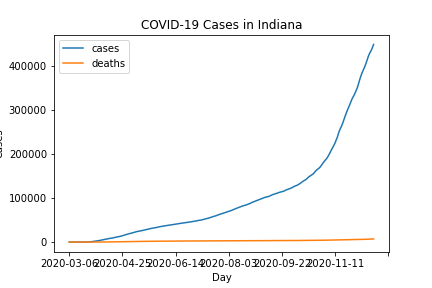 COVID-19 Cases in Indiana
cases
deaths
400000
300000
200000
100000
0
cases
2020-03-06 2020-04-25 2020-06-14 2020-08-03 2020-09-22 2020-11-11
Day